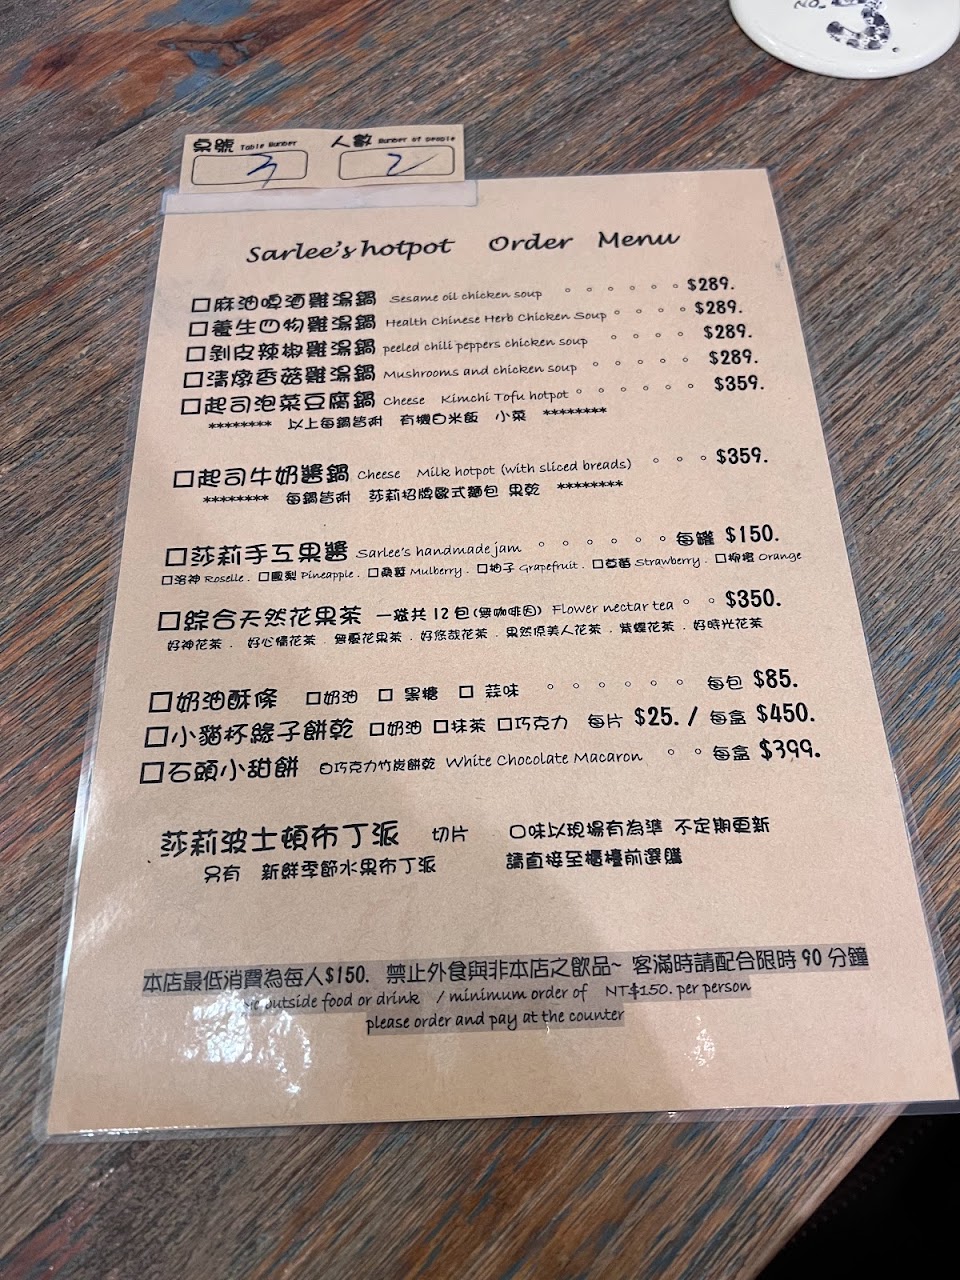 No. 3.
桌號 Table Number 人數 Number of people
3 2
Sarlee's hotpot Order Menu
□麻油啤酒雞湯鍋 Sesame oil chicken soup 。。。。。。$289.
□養生四物雞湯鍋 Health Chinese Herb Chicken Soup 。。。。$289.
□剝皮辣椒雞湯鍋 peeled chili peppers chicken soup 。。。。$289.
□清燉香菇雞湯鍋 Mushrooms and chicken soup 。。。。。$289.
□起司泡菜豆腐鍋 Cheese Kimchi Tofu hotpot 。。。。。。$359.
******** 以上每鍋皆附 有機白米飯 小菜 ********
□起司牛奶醬鍋 Cheese Milk hotpot (with sliced breads) 。。。$359.
******** 每鍋皆附 莎莉招牌歐式麵包 果乾 ********
□莎莉手工果醬 Sarlee's handmade jam 。。。。。。每罐 $150.
□洛神 Roselle . □鳳梨 Pineapple . □桑葚 Mulberry . □柚子 Grapefruit . □草莓 Strawberry . □柳橙 Orange
□綜合天然花果茶 一袋共 12 包(無咖啡因) Flower nectar tea 。。$350.
好神花茶 . 好心情花茶 . 無憂花果茶 . 好悠哉花茶 . 果然原美人花茶 . 紫蝶花茶 . 好時光花茶
□奶油酥條 □奶油 □ 黑糖 □ 蒜味 。。。。。。 每包 $85.
□小貓杯緣子餅乾 □奶油 □抹茶 □巧克力 每片 $25. / 每盒 $450.
□石頭小甜餅 白巧克力竹炭餅乾 White Chocolate Macaron 。。每盒 $399.
莎莉波士頓布丁派 切片 口味以現場有為準 不定期更新
另有 新鮮季節水果布丁派 請直接至櫃檯前選購
本店最低消費為每人$150. 禁止外食與非本店之飲品~ 客滿時請配合限時 90 分鐘
No outside food or drink / minimum order of NT$150. per person
please order and pay at the counter